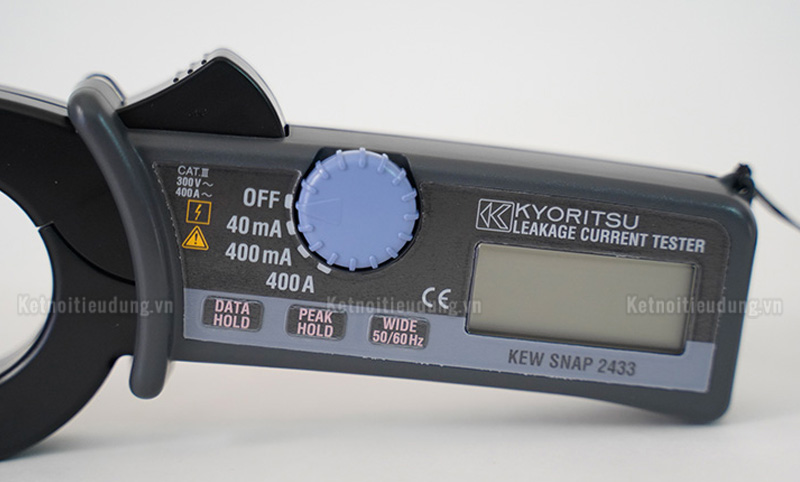 CAT.Ⅲ
300V～
400A～
OFF
40mA
400mA
400A
KYORITSU
LEAKAGE CURRENT TESTER
CE
Ketnoitieudung.vn Ketnoitieudung.vn Ketnoitieudung.vn
DATA
HOLD
PEAK
HOLD
WIDE
50/60Hz
KEW SNAP 2433